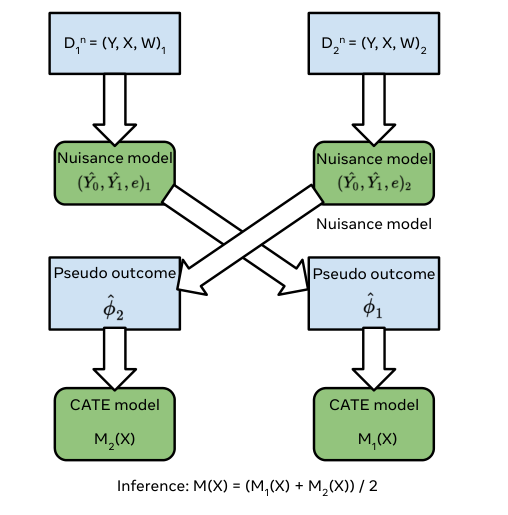 D₁ⁿ = (Y, X, W)₁
D₂ⁿ = (Y, X, W)₂
Nuisance model
(Ŷ₀, Ŷ₁, e)₁
Nuisance model
(Ŷ₀, Ŷ₁, e)₂
Nuisance model
Pseudo outcome
ϕ̂₂
Pseudo outcome
ϕ̂₁
CATE model
M₂(X)
CATE model
M₁(X)
Inference: M(X) = (M₁(X) + M₂(X)) / 2